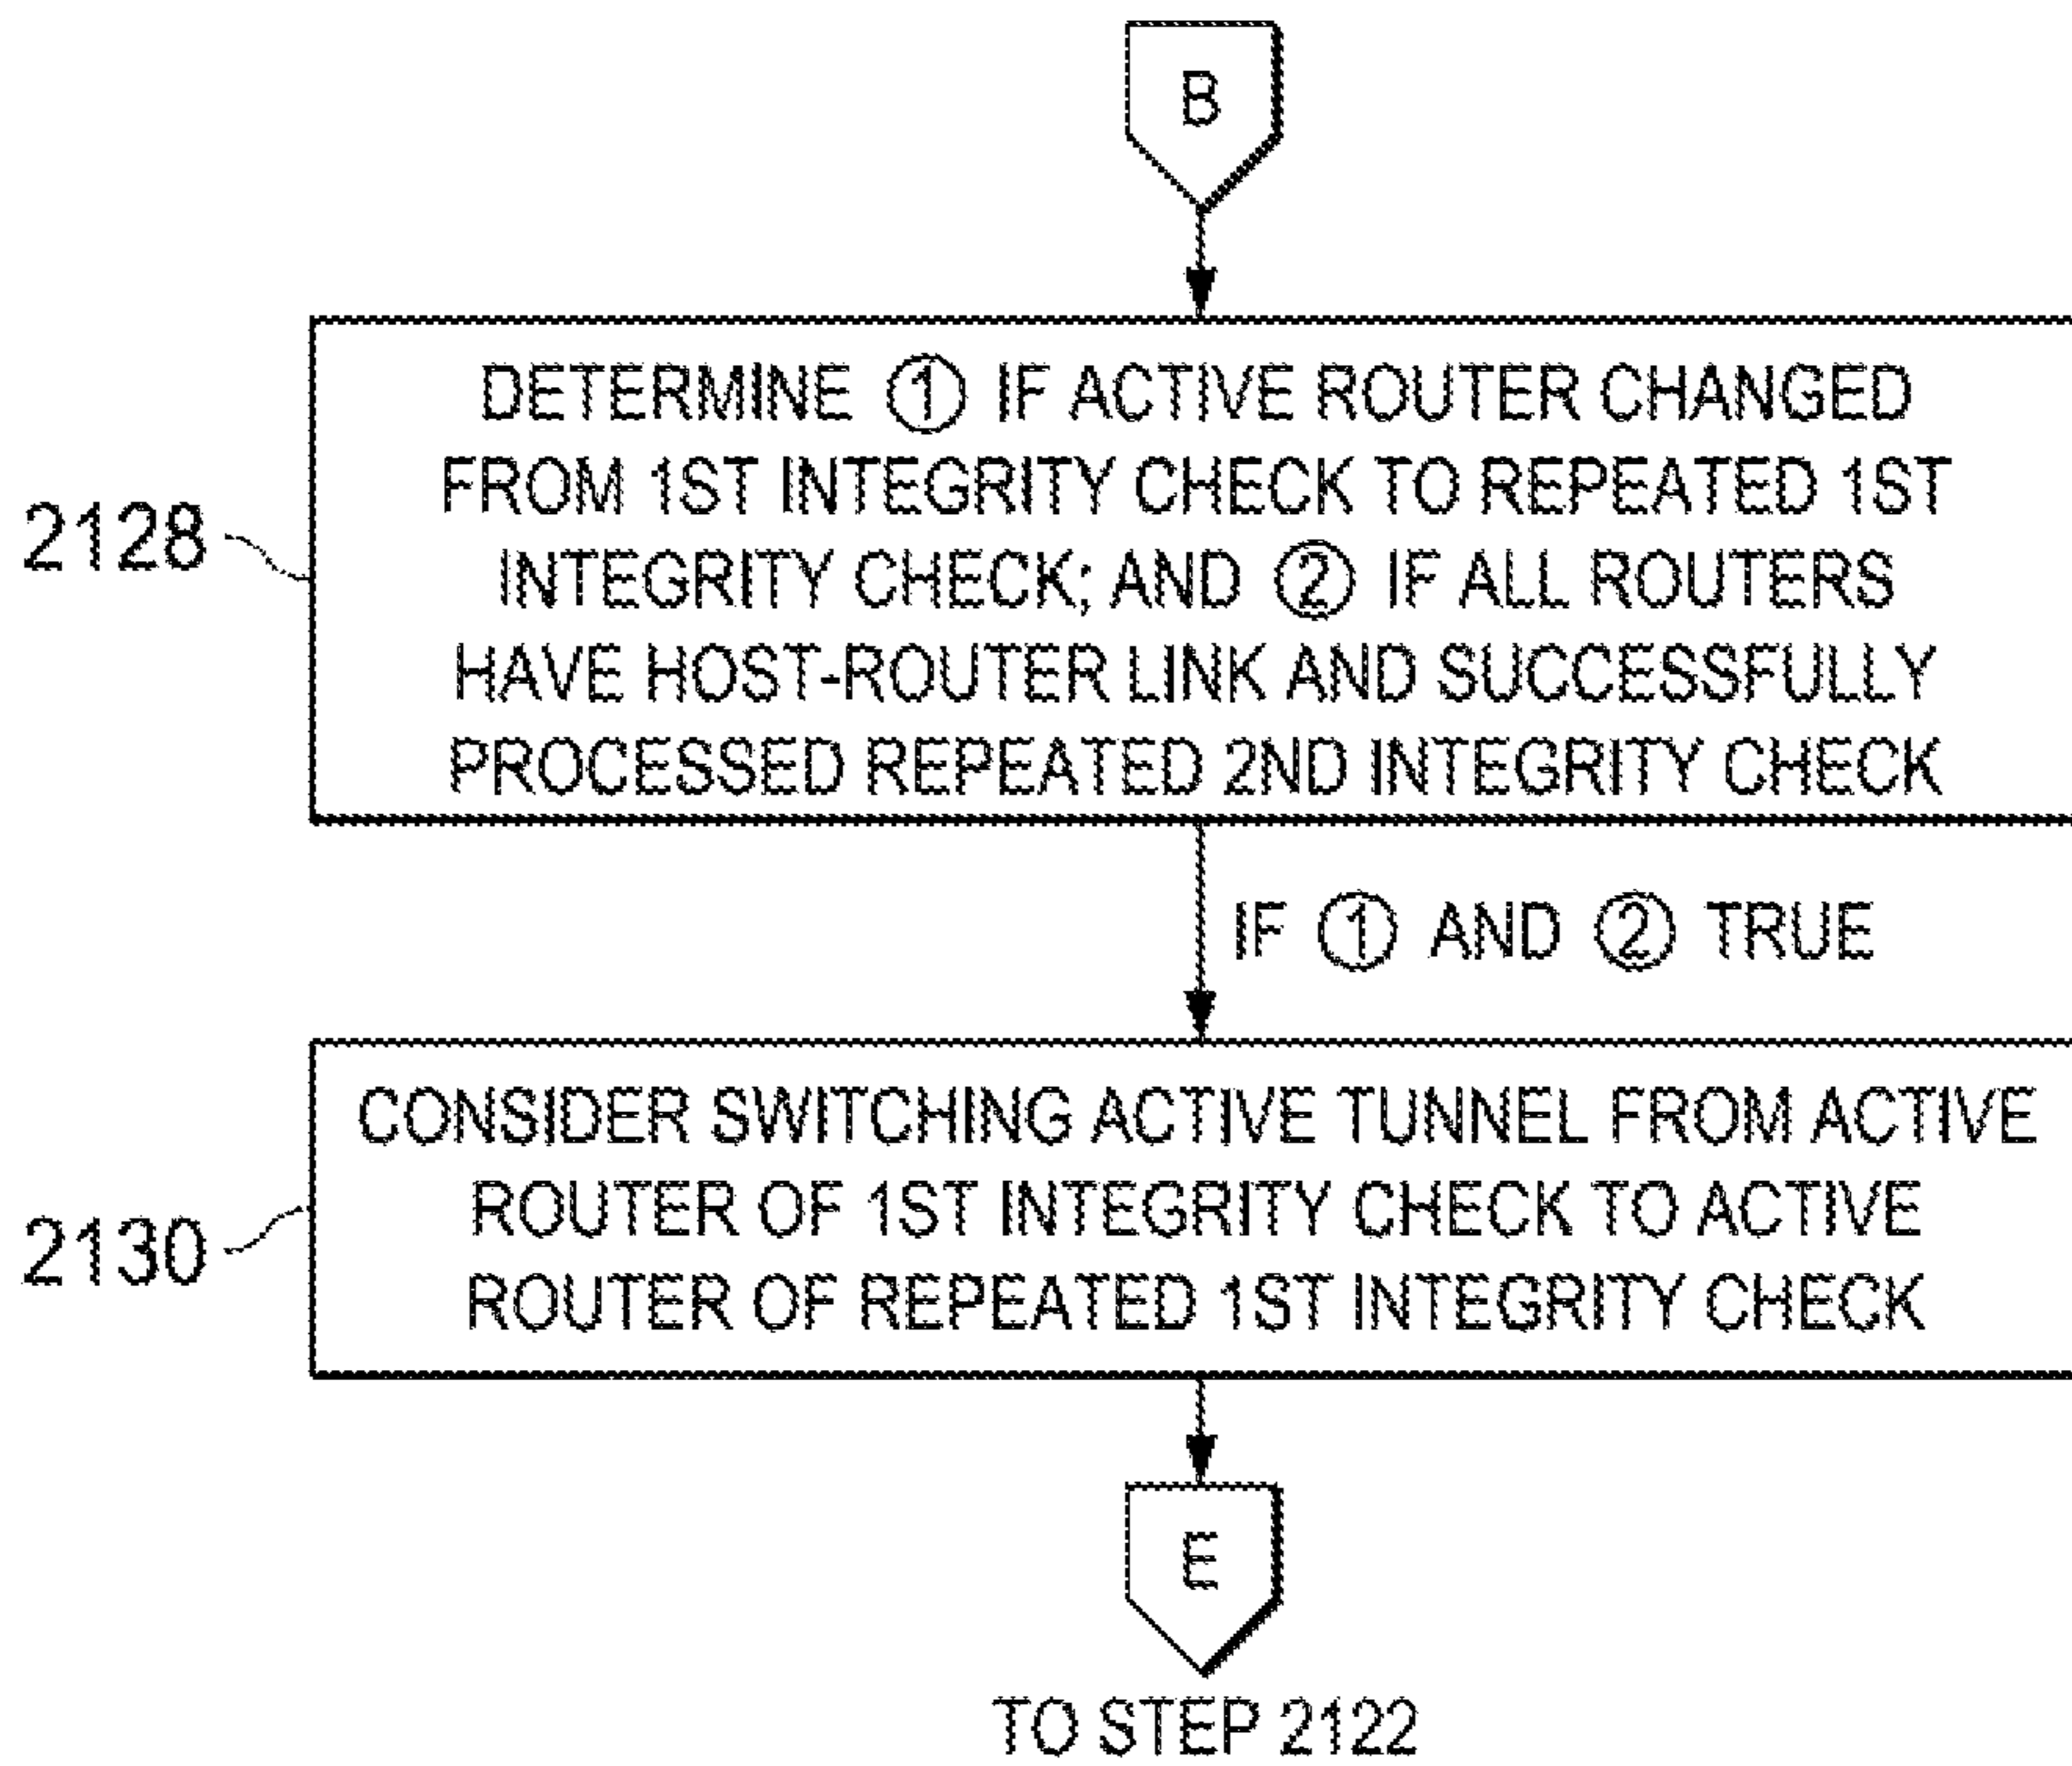 B
DETERMINE ① IF ACTIVE ROUTER CHANGED
FROM 1ST INTEGRITY CHECK TO REPEATED 1ST
INTEGRITY CHECK; AND ② IF ALL ROUTERS
HAVE HOST-ROUTER LINK AND SUCCESSFULLY
PROCESSED REPEATED 2ND INTEGRITY CHECK
2128
IF ① AND ② TRUE
CONSIDER SWITCHING ACTIVE TUNNEL FROM ACTIVE
ROUTER OF 1ST INTEGRITY CHECK TO ACTIVE
ROUTER OF REPEATED 1ST INTEGRITY CHECK
2130
E
TO STEP 2122